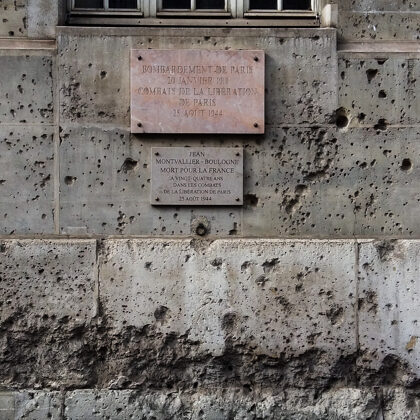 BOMBARDEMENT DE PARIS
30 JANVIER 1918
COMBATS DE LA LIBERATION
DE PARIS
25 AOUT 1944
JEAN
MONTVALLIER - BOULOGNE
MORT POUR LA FRANCE
A VINGT-QUATRE ANS
DANS LES COMBATS
DE LA LIBERATION DE PARIS
25 AOUT 1944